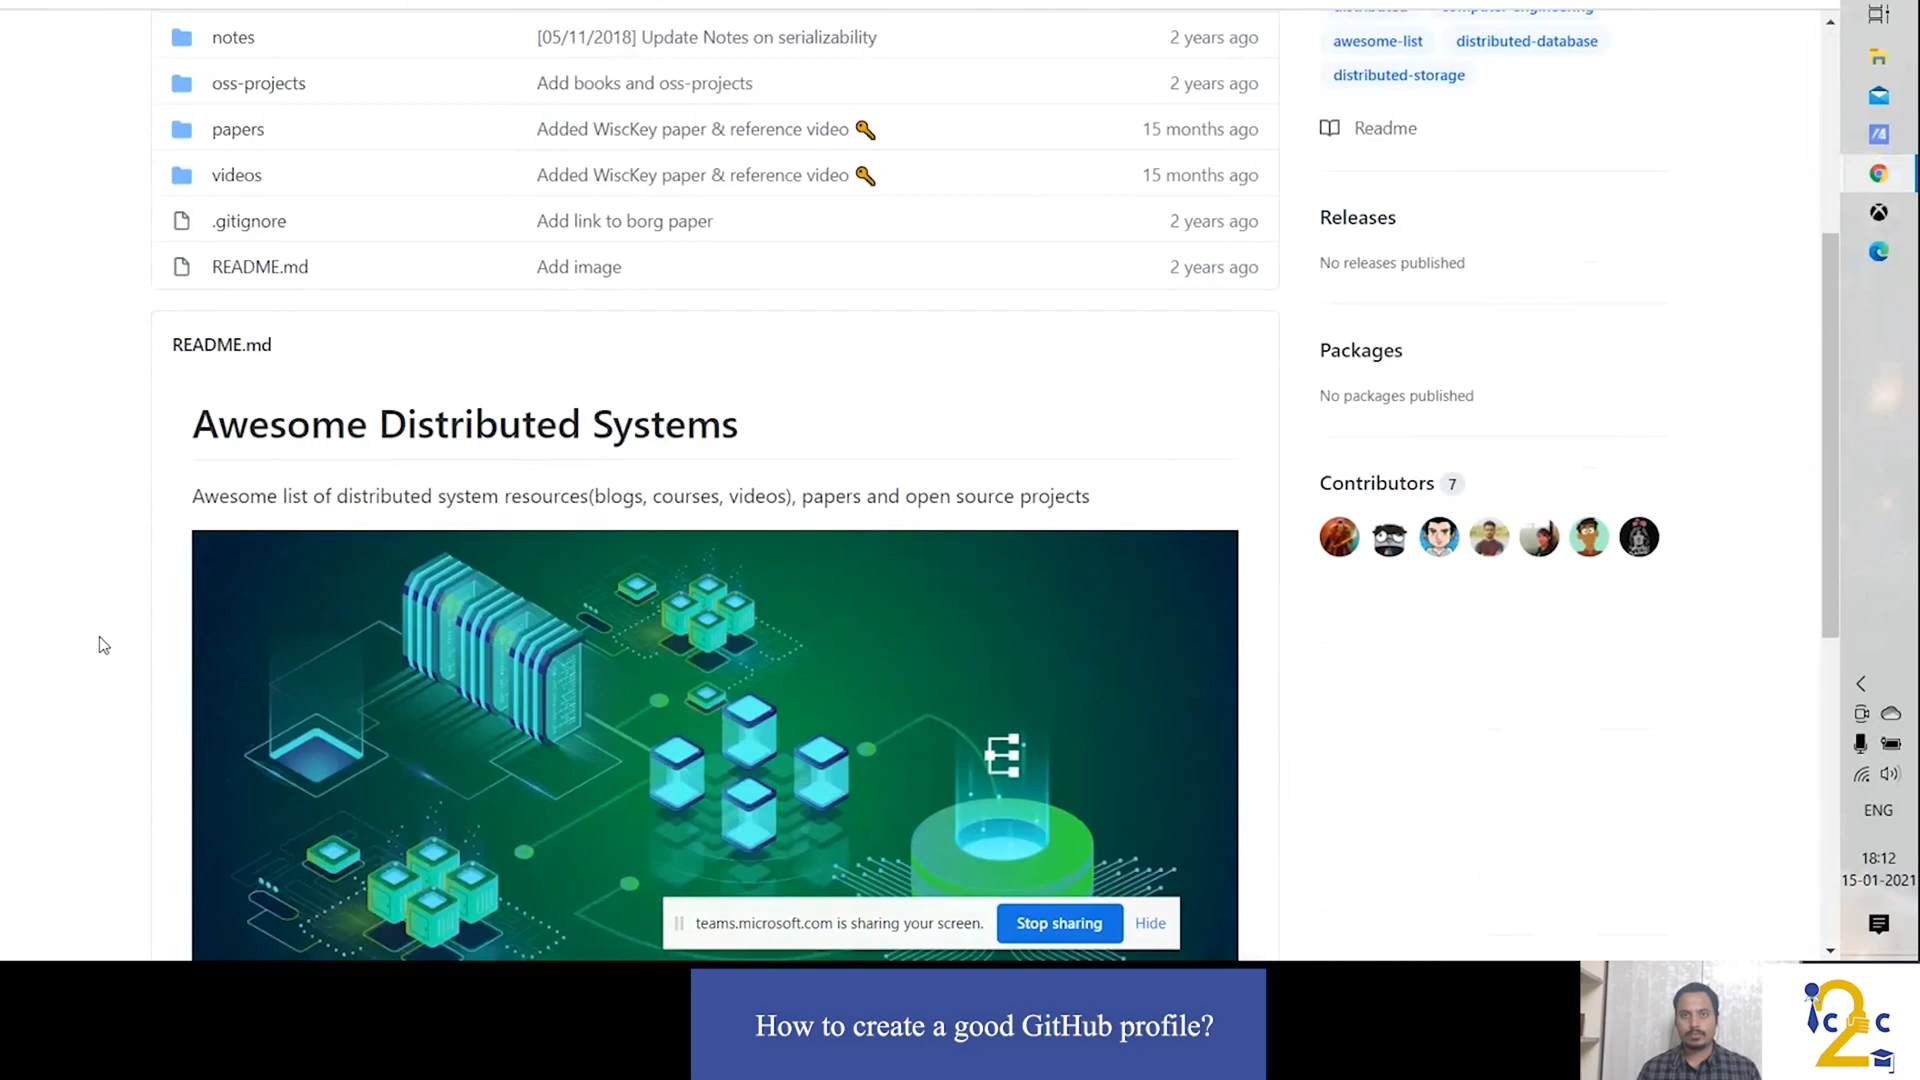 distributed computer-engineering
notes [05/11/2018] Update Notes on serializability 2 years ago
awesome-list distributed-database
oss-projects Add books and oss-projects 2 years ago
distributed-storage
papers Added WiscKey paper & reference video 🔑 15 months ago
Readme
videos Added WiscKey paper & reference video 🔑 15 months ago
.gitignore Add link to borg paper 2 years ago
README.md Add image 2 years ago
Releases
No releases published
README.md
Packages
No packages published
Awesome Distributed Systems
Awesome list of distributed system resources(blogs, courses, videos), papers and open source projects
Contributors 7
teams.microsoft.com is sharing your screen. Stop sharing Hide
ENG
18:12
15-01-2021
How to create a good GitHub profile?
i2c
C